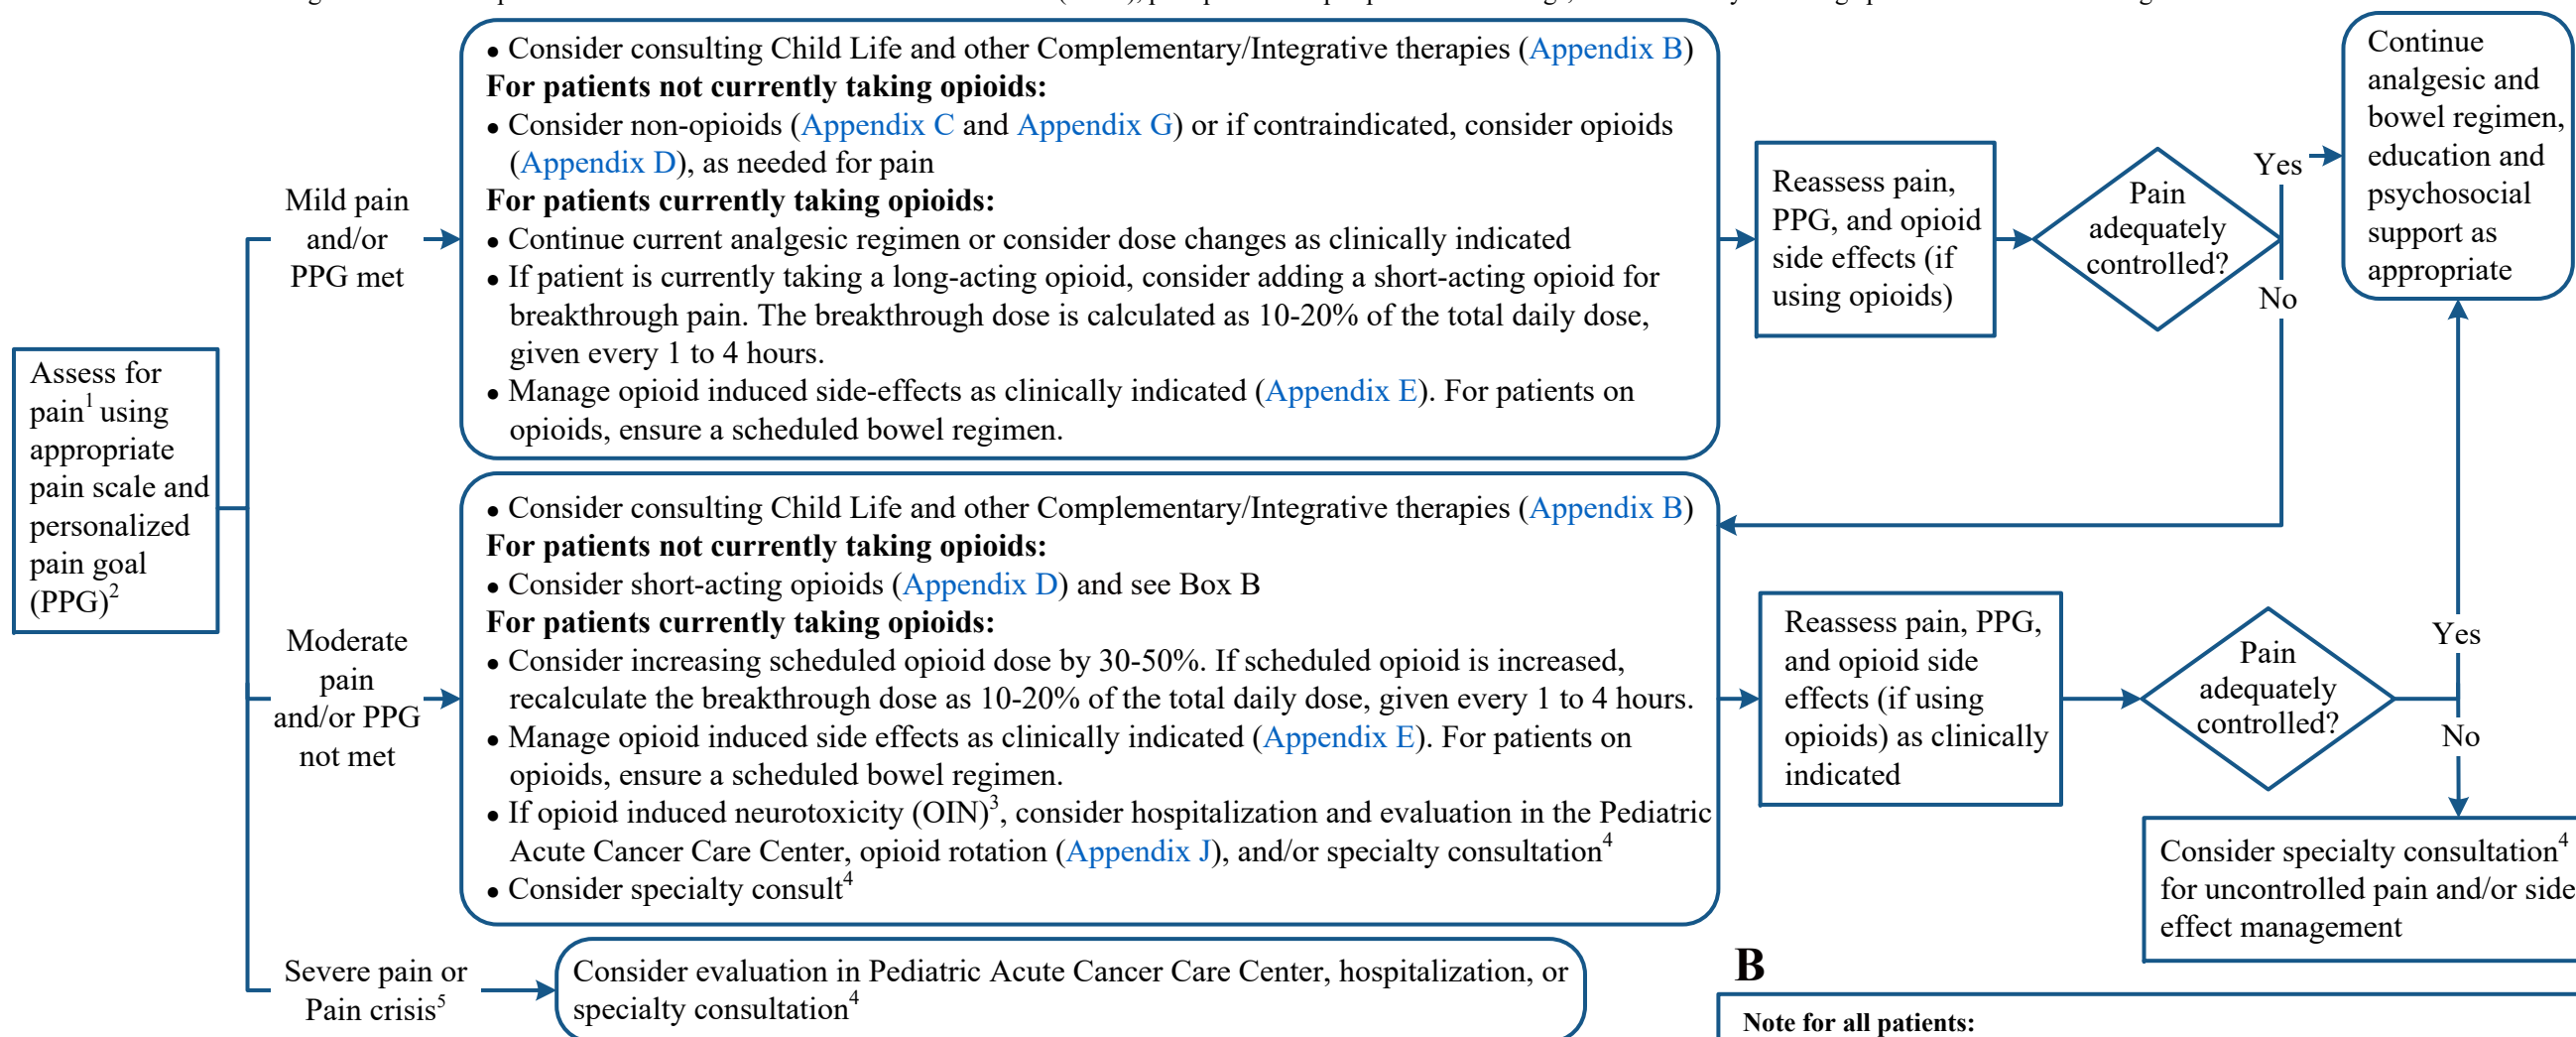 Assess for
pain1 using
appropriate
pain scale and
personalized
pain goal
(PPG)2
Mild pain
and/or
PPG met
• Consider consulting Child Life and other Complementary/Integrative therapies (Appendix B)
For patients not currently taking opioids:
• Consider non-opioids (Appendix C and Appendix G) or if contraindicated, consider opioids
(Appendix D), as needed for pain
For patients currently taking opioids:
• Continue current analgesic regimen or consider dose changes as clinically indicated
• If patient is currently taking a long-acting opioid, consider adding a short-acting opioid for
breakthrough pain. The breakthrough dose is calculated as 10-20% of the total daily dose,
given every 1 to 4 hours.
• Manage opioid induced side-effects as clinically indicated (Appendix E). For patients on
opioids, ensure a scheduled bowel regimen.
Reassess pain,
PPG, and opioid
side effects (if
using opioids)
Pain
adequately
controlled?
Yes
No
Continue
analgesic and
bowel regimen,
education and
psychosocial
support as
appropriate
Moderate
pain
and/or PPG
not met
• Consider consulting Child Life and other Complementary/Integrative therapies (Appendix B)
For patients not currently taking opioids:
• Consider short-acting opioids (Appendix D) and see Box B
For patients currently taking opioids:
• Consider increasing scheduled opioid dose by 30-50%. If scheduled opioid is increased,
recalculate the breakthrough dose as 10-20% of the total daily dose, given every 1 to 4 hours.
• Manage opioid induced side effects as clinically indicated (Appendix E). For patients on
opioids, ensure a scheduled bowel regimen.
• If opioid induced neurotoxicity (OIN)3, consider hospitalization and evaluation in the Pediatric
Acute Cancer Care Center, opioid rotation (Appendix J), and/or specialty consultation4
• Consider specialty consult4
Reassess pain, PPG,
and opioid side
effects (if using
opioids) as clinically
indicated
Pain
adequately
controlled?
Yes
No
Consider specialty consultation4
for uncontrolled pain and/or side
effect management
Severe pain or
Pain crisis5
Consider evaluation in Pediatric Acute Cancer Care Center, hospitalization, or
specialty consultation4
B
Note for all patients: